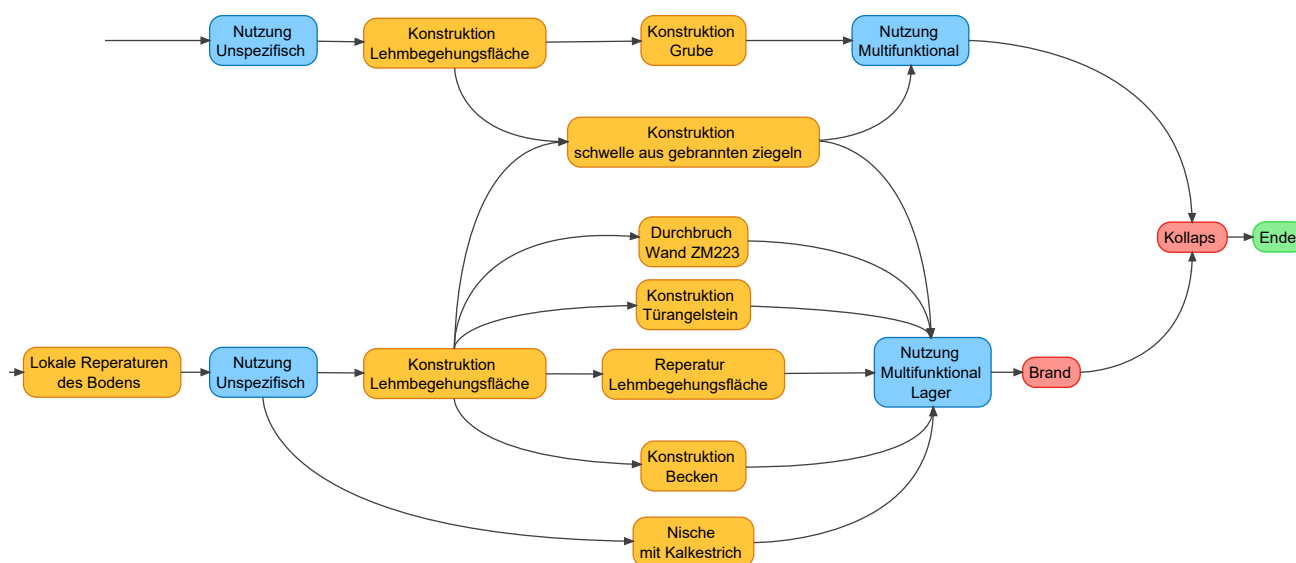 Nutzung
Unspezifisch
Konstruktion
Lehmbegehungsfläche
Konstruktion
Grube
Nutzung
Multifunktional
Konstruktion
schwelle aus gebrannten ziegeln
Durchbruch
Wand ZM223
Kollaps
Ende
Konstruktion
Türangelstein
Lokale Reperaturen
des Bodens
Nutzung
Unspezifisch
Konstruktion
Lehmbegehungsfläche
Reperatur
Lehmbegehungsfläche
Nutzung
Multifunktional
Lager
Brand
Konstruktion
Becken
Nische
mit Kalkestrich